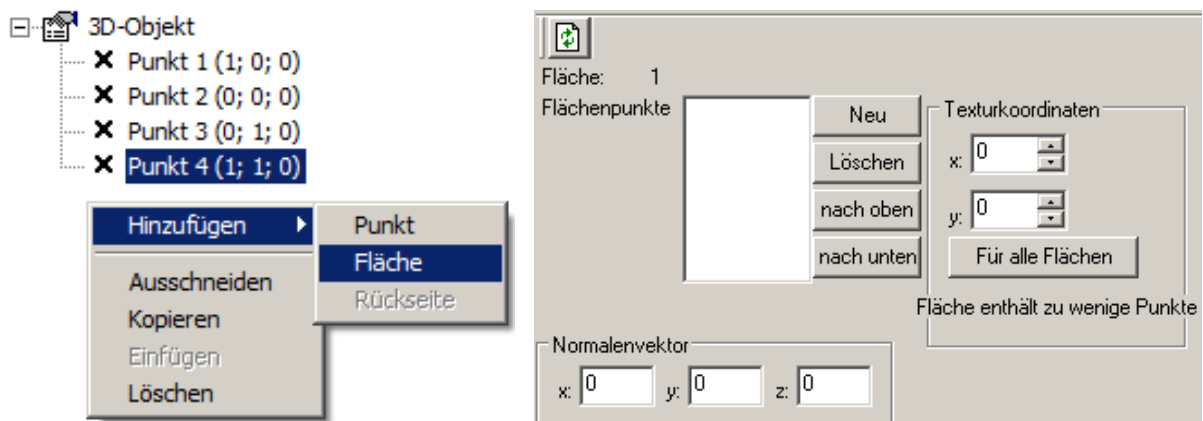 3D-Objekt
Punkt 1 (1; 0; 0)
Punkt 2 (0; 0; 0)
Punkt 3 (0; 1; 0)
Punkt 4 (1; 1; 0)
Hinzufügen
Punkt
Fläche
Rückseite
Ausschneiden
Kopieren
Einfügen
Löschen
Fläche: 1
Flächenpunkte
Neu
Löschen
nach oben
nach unten
Texturkoordinaten
x: 0
y: 0
Für alle Flächen
Fläche enthält zu wenige Punkte
Normalenvektor
x: 0 y: 0 z: 0